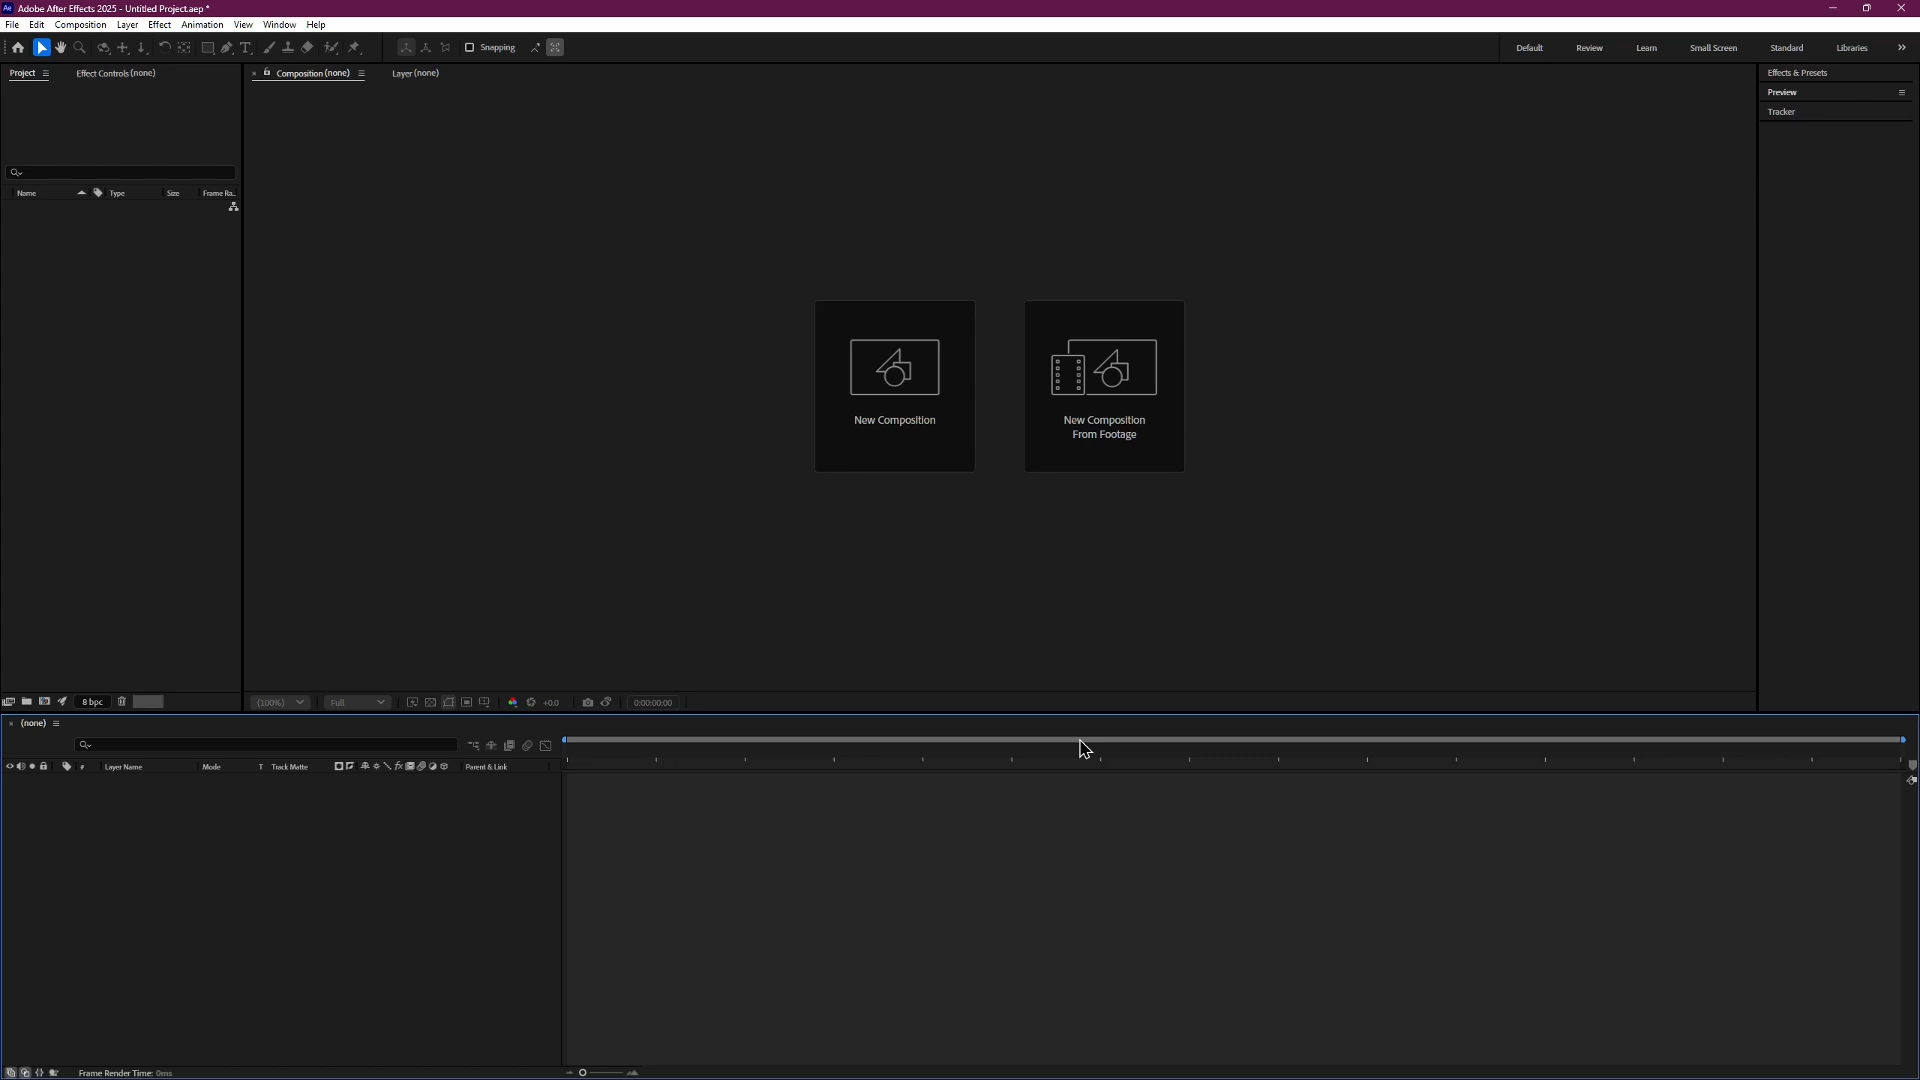 Ae Adobe After Effects 2025 - Untitled Project.aep *
File Edit Composition Layer Effect Animation View Window Help
Snapping Default Review Learn Small Screen Standard Libraries
Project Effect Controls (none) Composition (none) Layer (none) Effects & Presets
Preview
Tracker
Name Type Size Frame Ra...
New Composition
New Composition
From Footage
8 bpc (100%) Full +0.0 0:00:00:00
(none)
# Layer Name Mode T Track Matte fx Parent & Link
Frame Render Time: 0ms